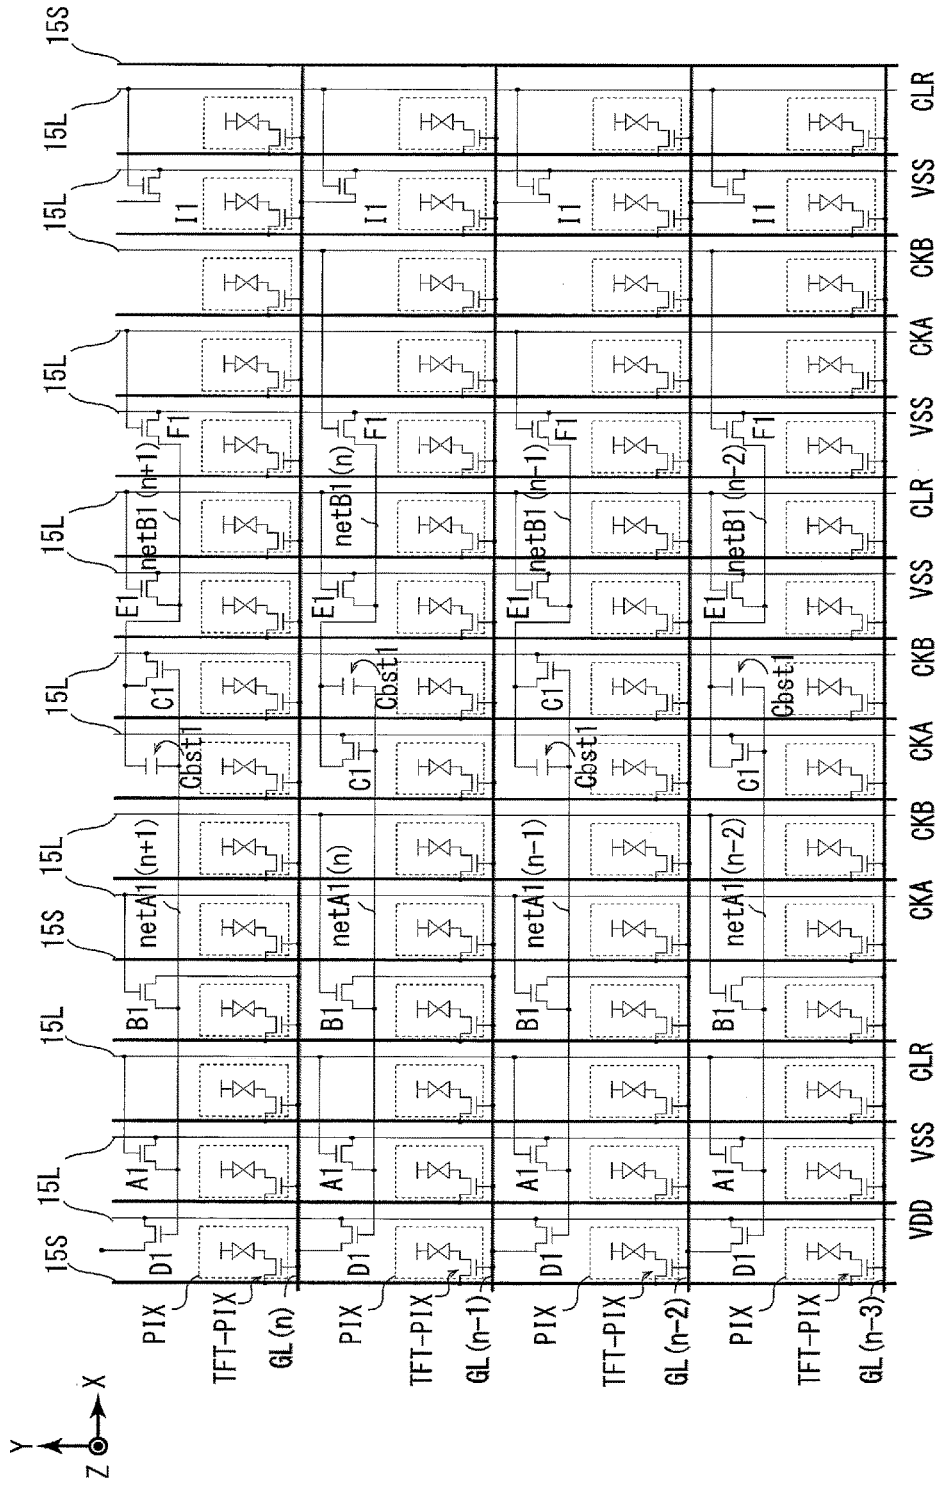 15S 15L 15L 15S 15L 15L 15L 15L 15L 15L 15S
Y
Z X
PIX D1 A1 B1 netA1(n+1) Cbst1 C1 E1 netB1(n+1) F1 I1
TFT-PIX
GL(n)
PIX D1 A1 B1 netA1(n) C1 Cbst1 E1 netB1(n) F1 I1
TFT-PIX
GL(n-1)
PIX D1 A1 B1 netA1(n-1) Cbst1 C1 E1 netB1(n-1) F1 I1
TFT-PIX
GL(n-2)
PIX D1 A1 B1 netA1(n-2) C1 Cbst1 E1 netB1(n-2) F1 I1
TFT-PIX
GL(n-3)
VDD VSS CLR CKA CKB CKA CKB VSS CLR VSS CKA CKB VSS CLR